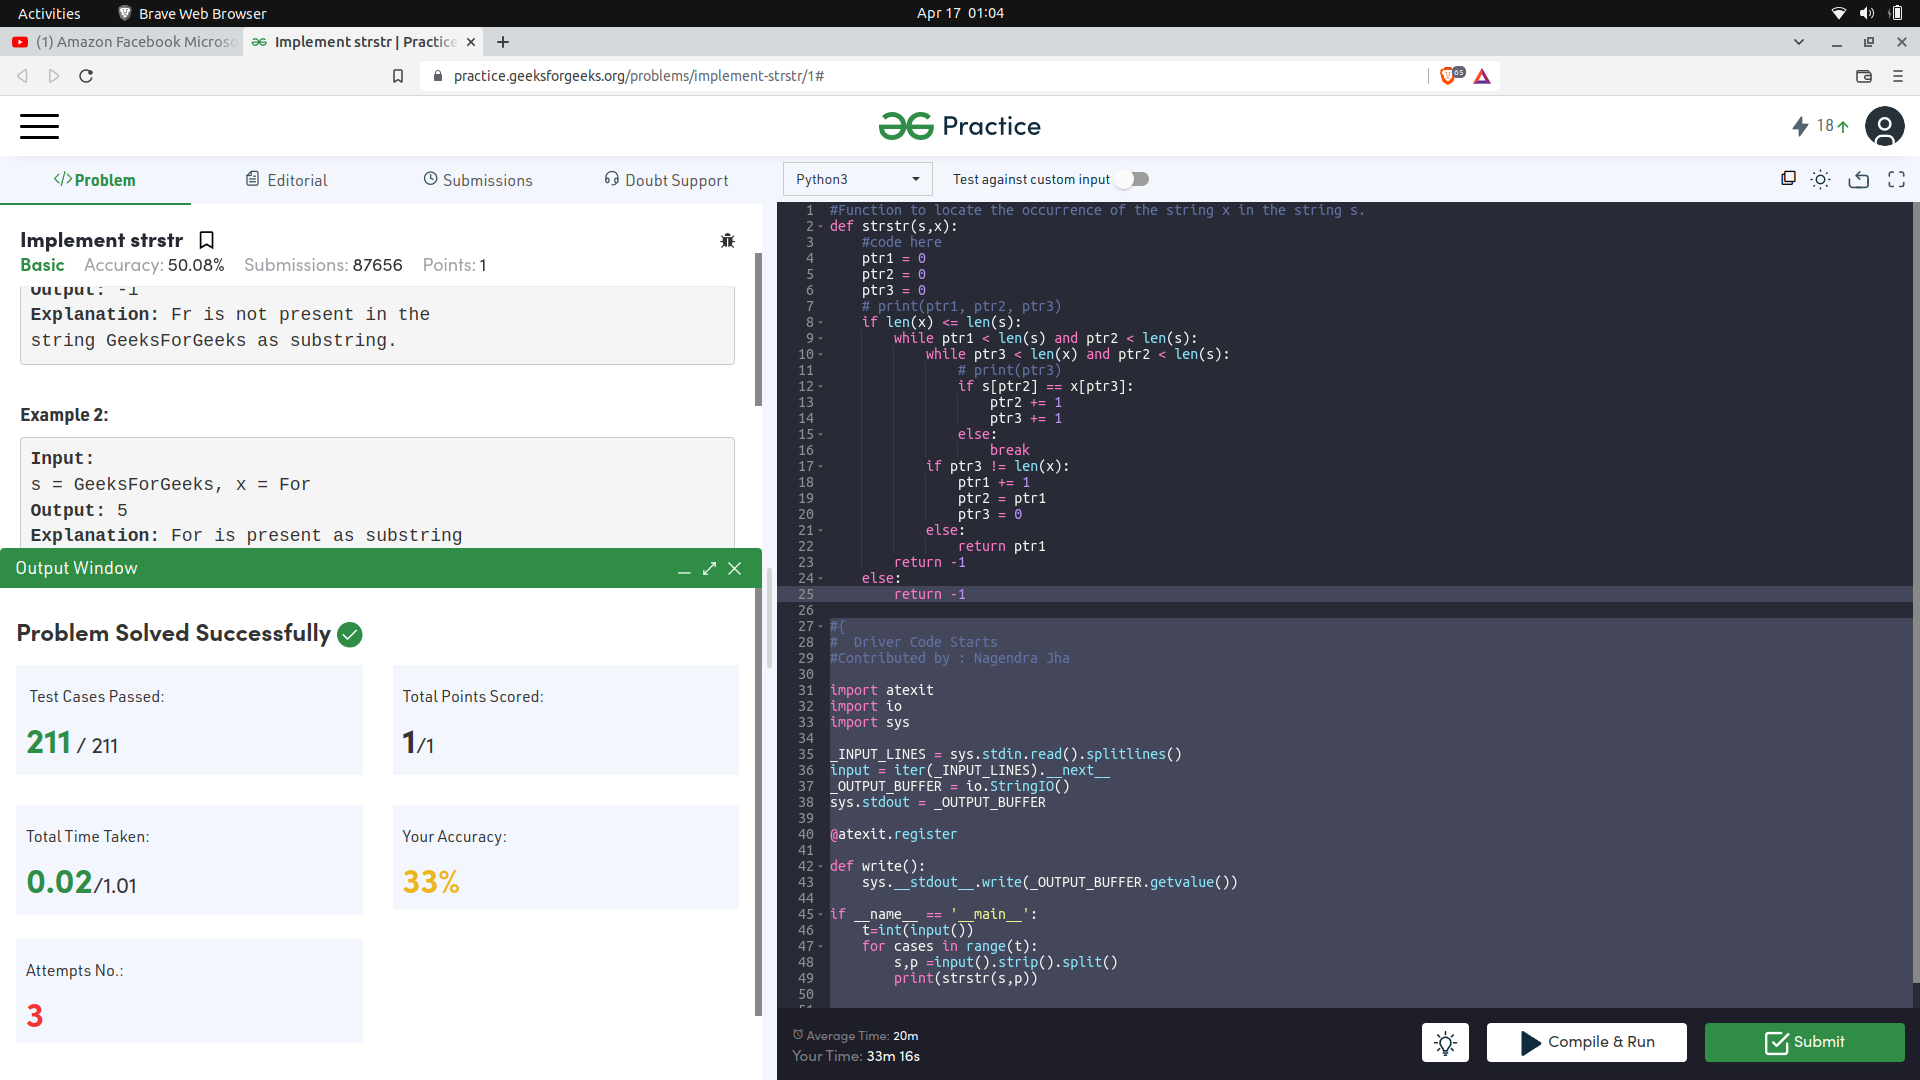 Activities
Brave Web Browser
Apr 17 01:04
(1) Amazon Facebook Microso
Implement strstr | Practice
practice.geeksforgeeks.org/problems/implement-strstr/1#
65
Practice
18
Problem
Editorial
Submissions
Doubt Support
Python3
Test against custom input
Implement strstr
Basic Accuracy: 50.08% Submissions: 87656 Points: 1
Output: -1
Explanation: Fr is not present in the
string GeeksForGeeks as substring.
Example 2:
Input:
s = GeeksForGeeks, x = For
Output: 5
Explanation: For is present as substring
Output Window
Problem Solved Successfully
Test Cases Passed:
211 / 211
Total Points Scored:
1/1
Total Time Taken:
0.02/1.01
Your Accuracy:
33%
Attempts No.:
3
1 #Function to locate the occurrence of the string x in the string s.
2 def strstr(s,x):
3     #code here
4     ptr1 = 0
5     ptr2 = 0
6     ptr3 = 0
7     # print(ptr1, ptr2, ptr3)
8     if len(x) <= len(s):
9         while ptr1 < len(s) and ptr2 < len(s):
10             while ptr3 < len(x) and ptr2 < len(s):
11                 # print(ptr3)
12                 if s[ptr2] == x[ptr3]:
13                     ptr2 += 1
14                     ptr3 += 1
15                 else:
16                     break
17             if ptr3 != len(x):
18                 ptr1 += 1
19                 ptr2 = ptr1
20                 ptr3 = 0
21             else:
22                 return ptr1
23         return -1
24     else:
25         return -1
26
27 #{
28 #  Driver Code Starts
29 #Contributed by : Nagendra Jha
30
31 import atexit
32 import io
33 import sys
34
35 _INPUT_LINES = sys.stdin.read().splitlines()
36 input = iter(_INPUT_LINES).__next__
37 _OUTPUT_BUFFER = io.StringIO()
38 sys.stdout = _OUTPUT_BUFFER
39
40 @atexit.register
41
42 def write():
43     sys.__stdout__.write(_OUTPUT_BUFFER.getvalue())
44
45 if __name__ == '__main__':
46     t=int(input())
47     for cases in range(t):
48         s,p =input().strip().split()
49         print(strstr(s,p))
50
51
Average Time: 20m
Your Time: 33m 16s
Compile & Run
Submit